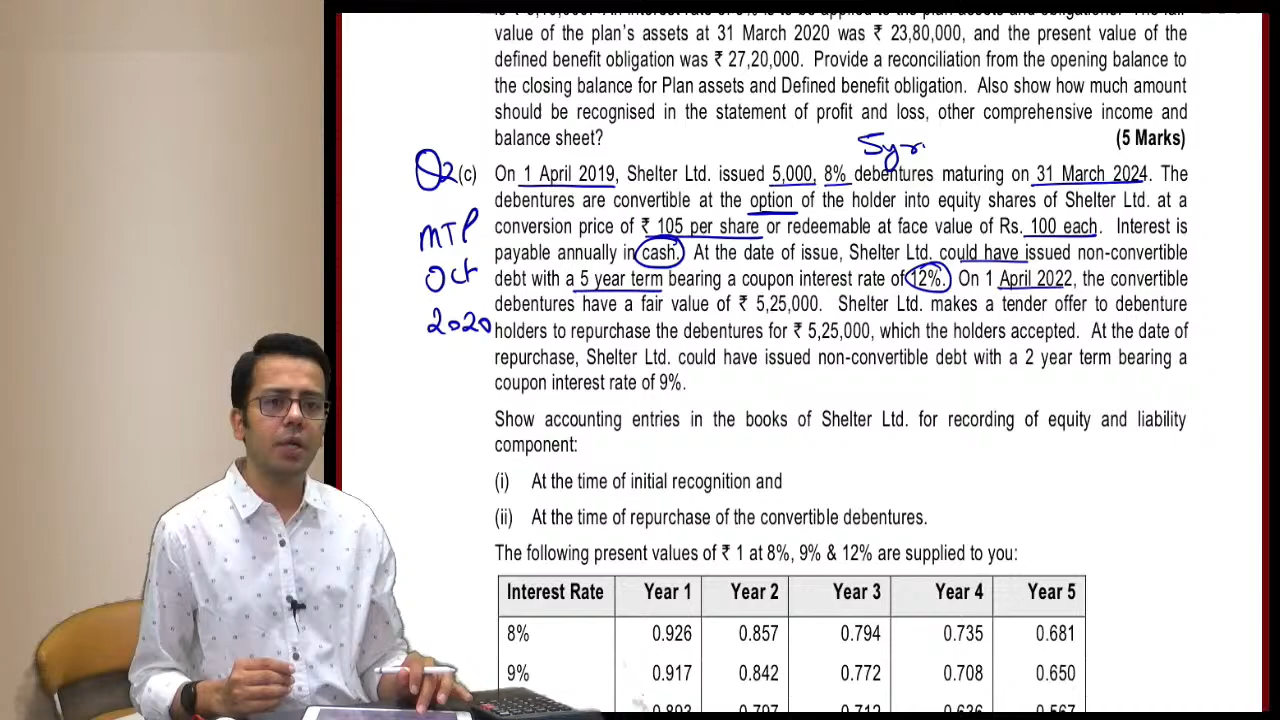 value of the plan's assets at 31 March 2020 was ₹ 23,80,000, and the present value of the
defined benefit obligation was ₹ 27,20,000. Provide a reconciliation from the opening balance to
the closing balance for Plan assets and Defined benefit obligation. Also show how much amount
should be recognised in the statement of profit and loss, other comprehensive income and
balance sheet? (5 Marks)
5yr.
Q2 (c) On 1 April 2019, Shelter Ltd. issued 5,000, 8% debentures maturing on 31 March 2024. The
debentures are convertible at the option of the holder into equity shares of Shelter Ltd. at a
MTP conversion price of ₹ 105 per share or redeemable at face value of Rs. 100 each. Interest is
payable annually in cash. At the date of issue, Shelter Ltd. could have issued non-convertible
Oct debt with a 5 year term bearing a coupon interest rate of 12%. On 1 April 2022, the convertible
debentures have a fair value of ₹ 5,25,000. Shelter Ltd. makes a tender offer to debenture
2020 holders to repurchase the debentures for ₹ 5,25,000, which the holders accepted. At the date of
repurchase, Shelter Ltd. could have issued non-convertible debt with a 2 year term bearing a
coupon interest rate of 9%.
Show accounting entries in the books of Shelter Ltd. for recording of equity and liability
component:
(i) At the time of initial recognition and
(ii) At the time of repurchase of the convertible debentures.
The following present values of ₹ 1 at 8%, 9% & 12% are supplied to you:
Interest Rate Year 1 Year 2 Year 3 Year 4 Year 5
8% 0.926 0.857 0.794 0.735 0.681
9% 0.917 0.842 0.772 0.708 0.650
0.893 0.797 0.712 0.636 0.567